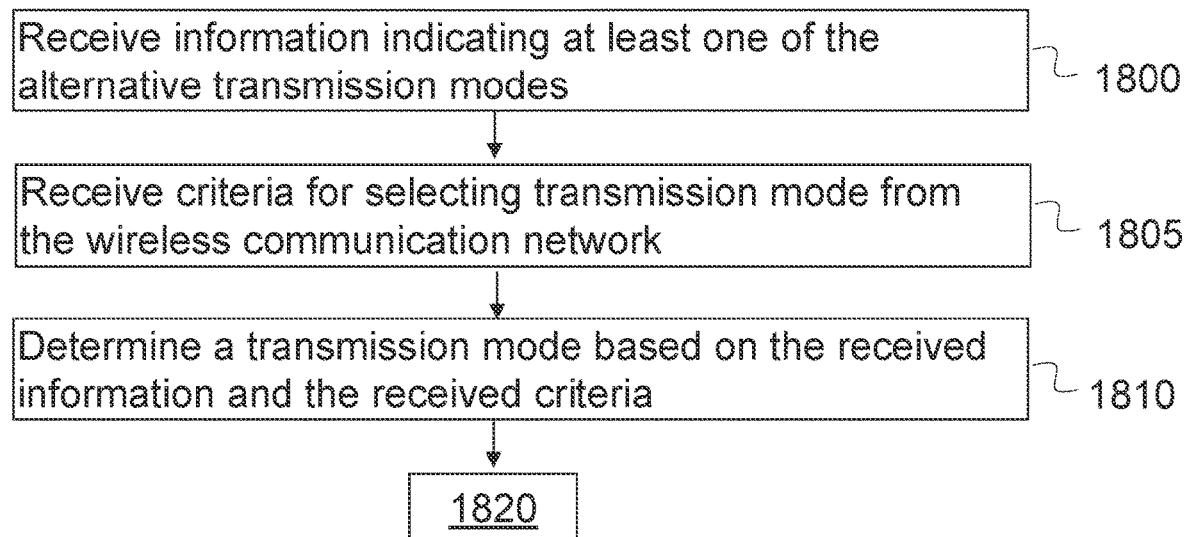 Receive information indicating at least one of the
alternative transmission modes
1800
Receive criteria for selecting transmission mode from
the wireless communication network
1805
Determine a transmission mode based on the received
information and the received criteria
1810
1820